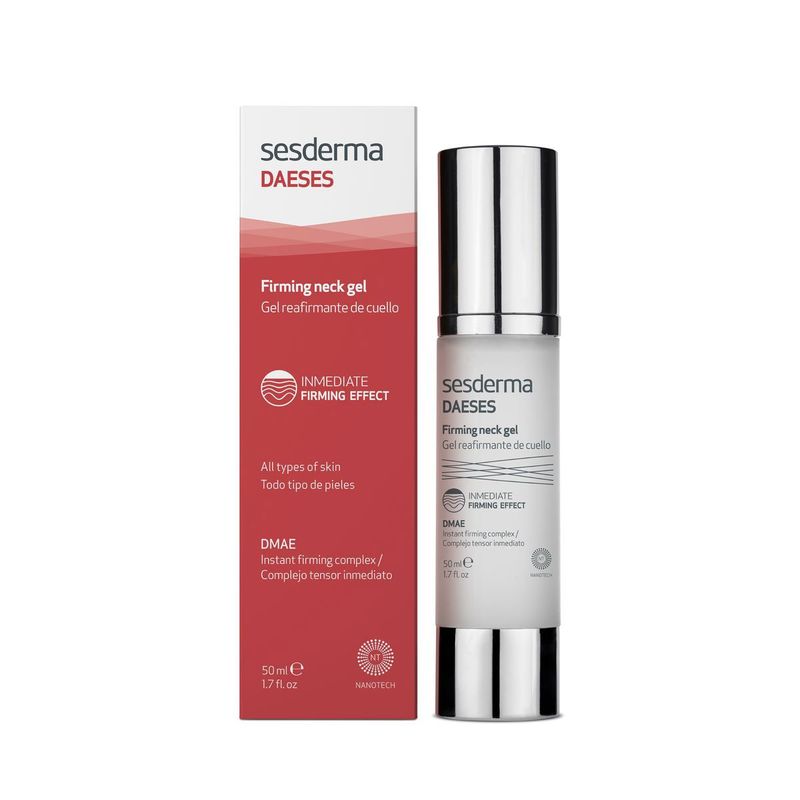 sesderma
DAESES
Firming neck gel
Gel reafirmante de cuello
INMEDIATE
FIRMING EFFECT
All types of skin
Todo tipo de pieles
DMAE
Instant firming complex /
Complejo tensor inmediato
50 ml ℮
1.7 fl. oz
NT
NANOTECH
sesderma
DAESES
Firming neck gel
Gel reafirmante de cuello
INMEDIATE
FIRMING EFFECT
DMAE
Instant firming complex /
Complejo tensor inmediato
50 ml ℮
1.7 fl. oz
NT
NANOTECH